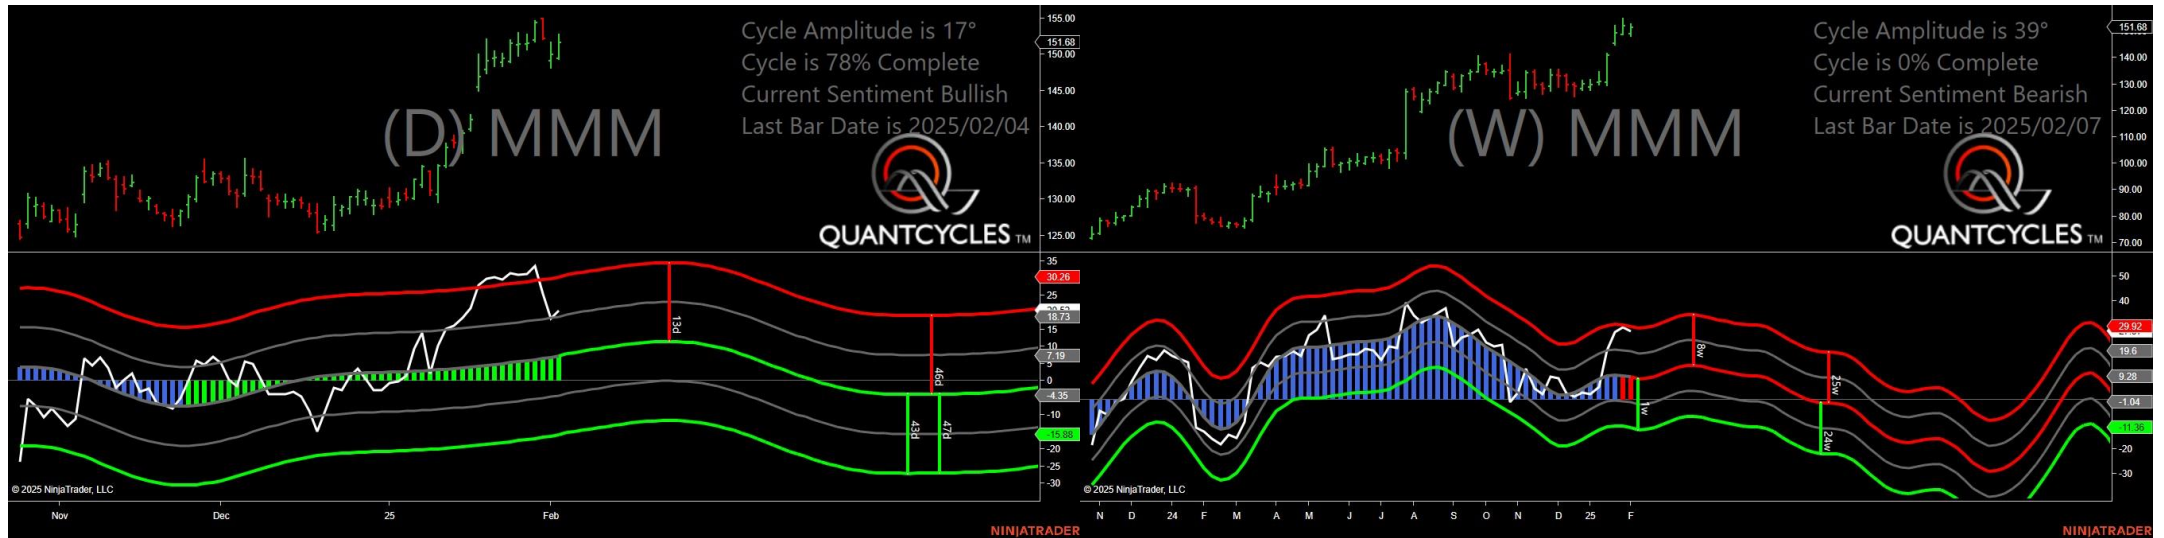 Cycle Amplitude is 17°
Cycle is 78% Complete
Current Sentiment Bullish
Last Bar Date is 2025/02/04
(D) MMM
QUANTCYCLES TM
155.00
151.68
150.00
145.00
140.00
135.00
130.00
125.00
35
30.26
25
18.73
15
10
7.19
5
0
-4.35
-10
-15.88
-20
-25
-30
13d
46d
43d
47d
© 2025 NinjaTrader, LLC
Nov
Dec
25
Feb
NINJATRADER
Cycle Amplitude is 39°
Cycle is 0% Complete
Current Sentiment Bearish
Last Bar Date is 2025/02/07
(W) MMM
QUANTCYCLES TM
151.68
140.00
130.00
120.00
110.00
100.00
90.00
80.00
70.00
50
40
29.92
19.6
9.28
-1.04
-11.36
-20
-30
8w
25w
1w
24w
© 2025 NinjaTrader, LLC
N D 24 F M A M J J A S O N D 25 F
NINJATRADER